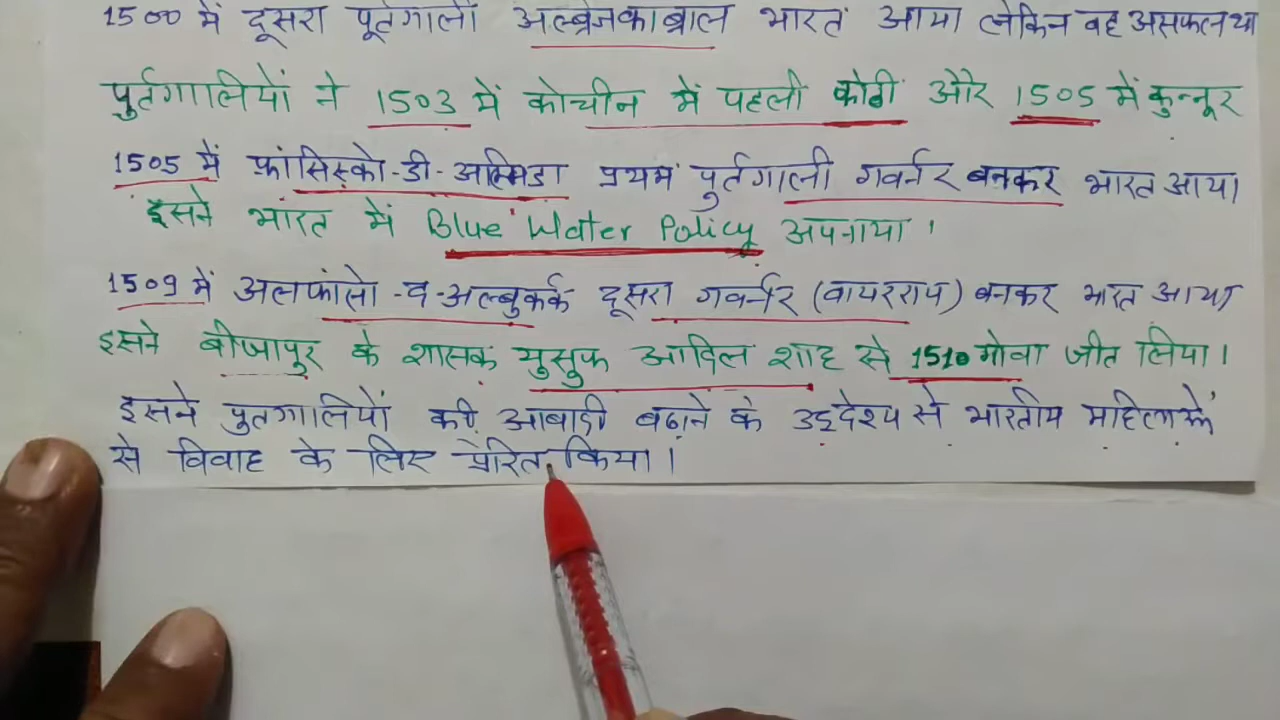 1500 में दूसरा पूर्तगाली अल्ब्रेजकाब्राल भारत आया लेकिन वह असफल था
पुर्तगालियों ने 1503 में कोचीन में पहली कोठी और 1505 में कुन्नूर
1505 में फ्रांसिस्को-डी-अल्मिडा प्रथम पुर्तगाली गवर्नर बनकर भारत आया।
इसने भारत में Blue Water Policy अपनाया।
1509 में अलफांसो-द-अल्बुकर्क दूसरा गवर्नर (वायसराय) बनकर भारत आया
इसने बीजापुर के शासक युसुफ आदिल शाह से 1510 गोवा जीत लिया।
इसने पुतगालियों की आबादी बढ़ाने के उद्देश्य से भारतीय महिलाओं
से विवाह के लिए प्रेरित किया।